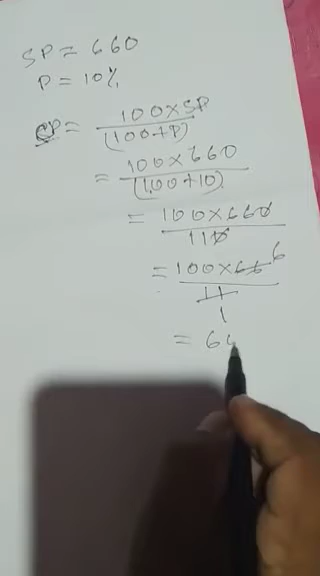 SP = 660
P = 10%
CP = 100×SP / (100+P)
= 100×660 / (100+10)
= 100×660 / 110
= 100×66 6 / 11
1
= 60